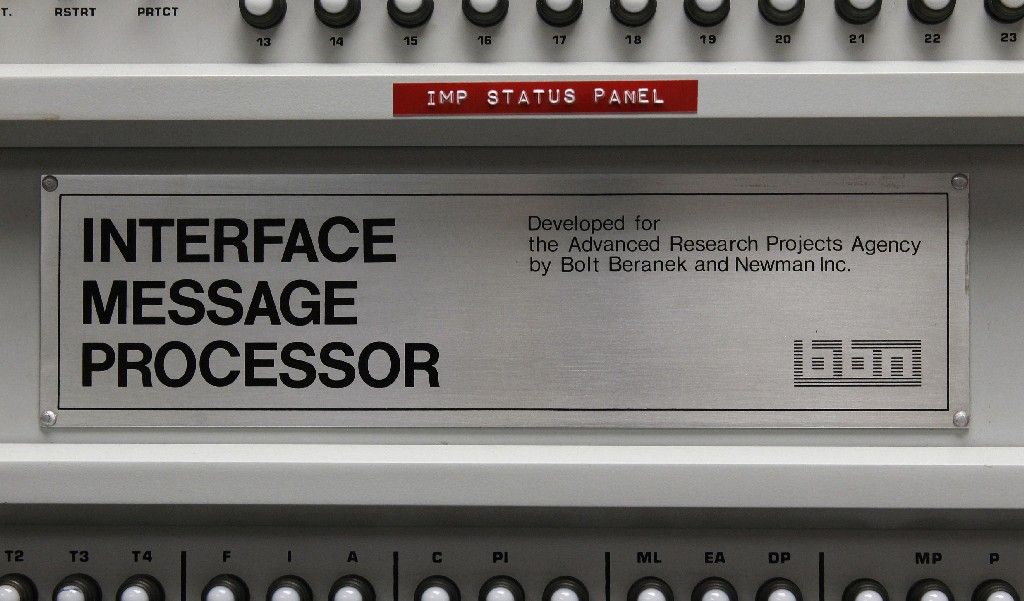 T. RSTRT PRTCT
13 14 15 16 17 18 19 20 21 22 23
IMP STATUS PANEL
INTERFACE
MESSAGE
PROCESSOR
Developed for
the Advanced Research Projects Agency
by Bolt Beranek and Newman Inc.
bbn
T2 T3 T4 F I A C PI ML EA DP MP P